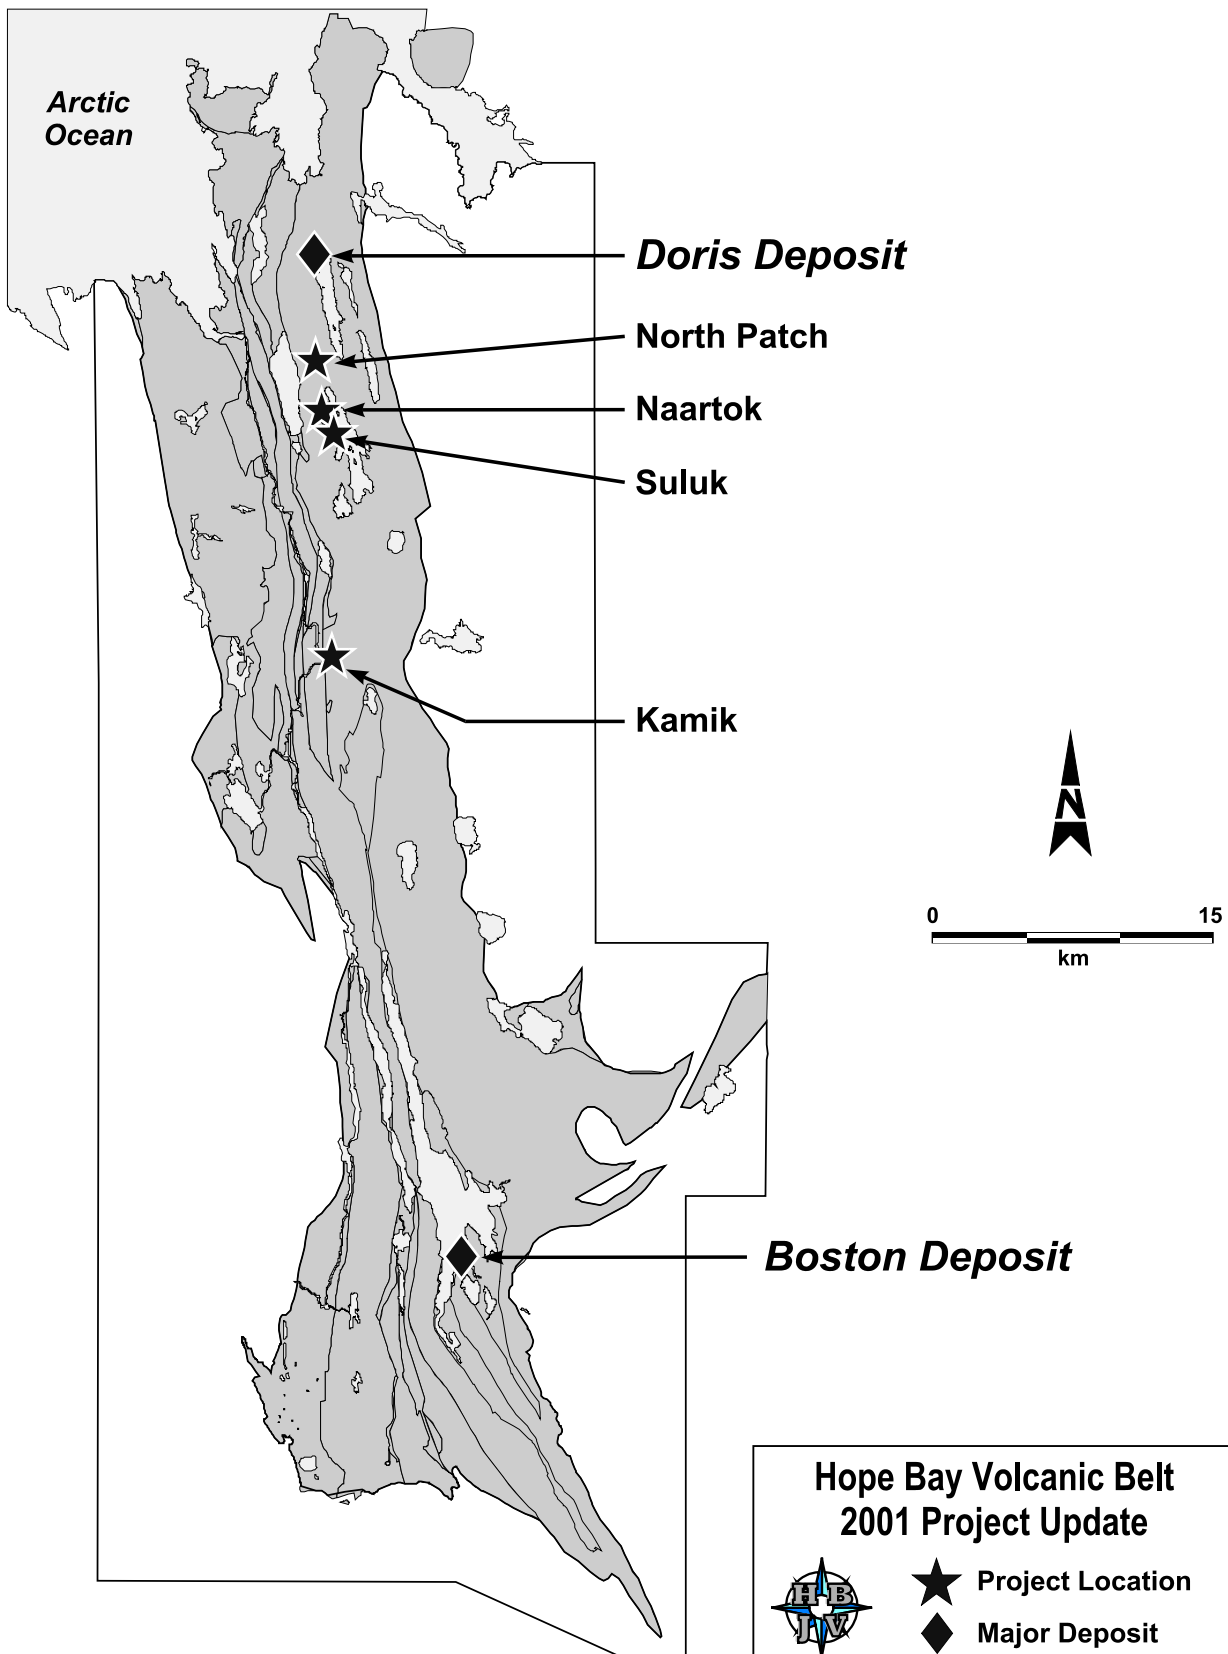 Arctic
Ocean
Doris Deposit
North Patch
Naartok
Suluk
Kamik
N
0 15
km
Boston Deposit
Hope Bay Volcanic Belt
2001 Project Update
H B
J V
Project Location
Major Deposit